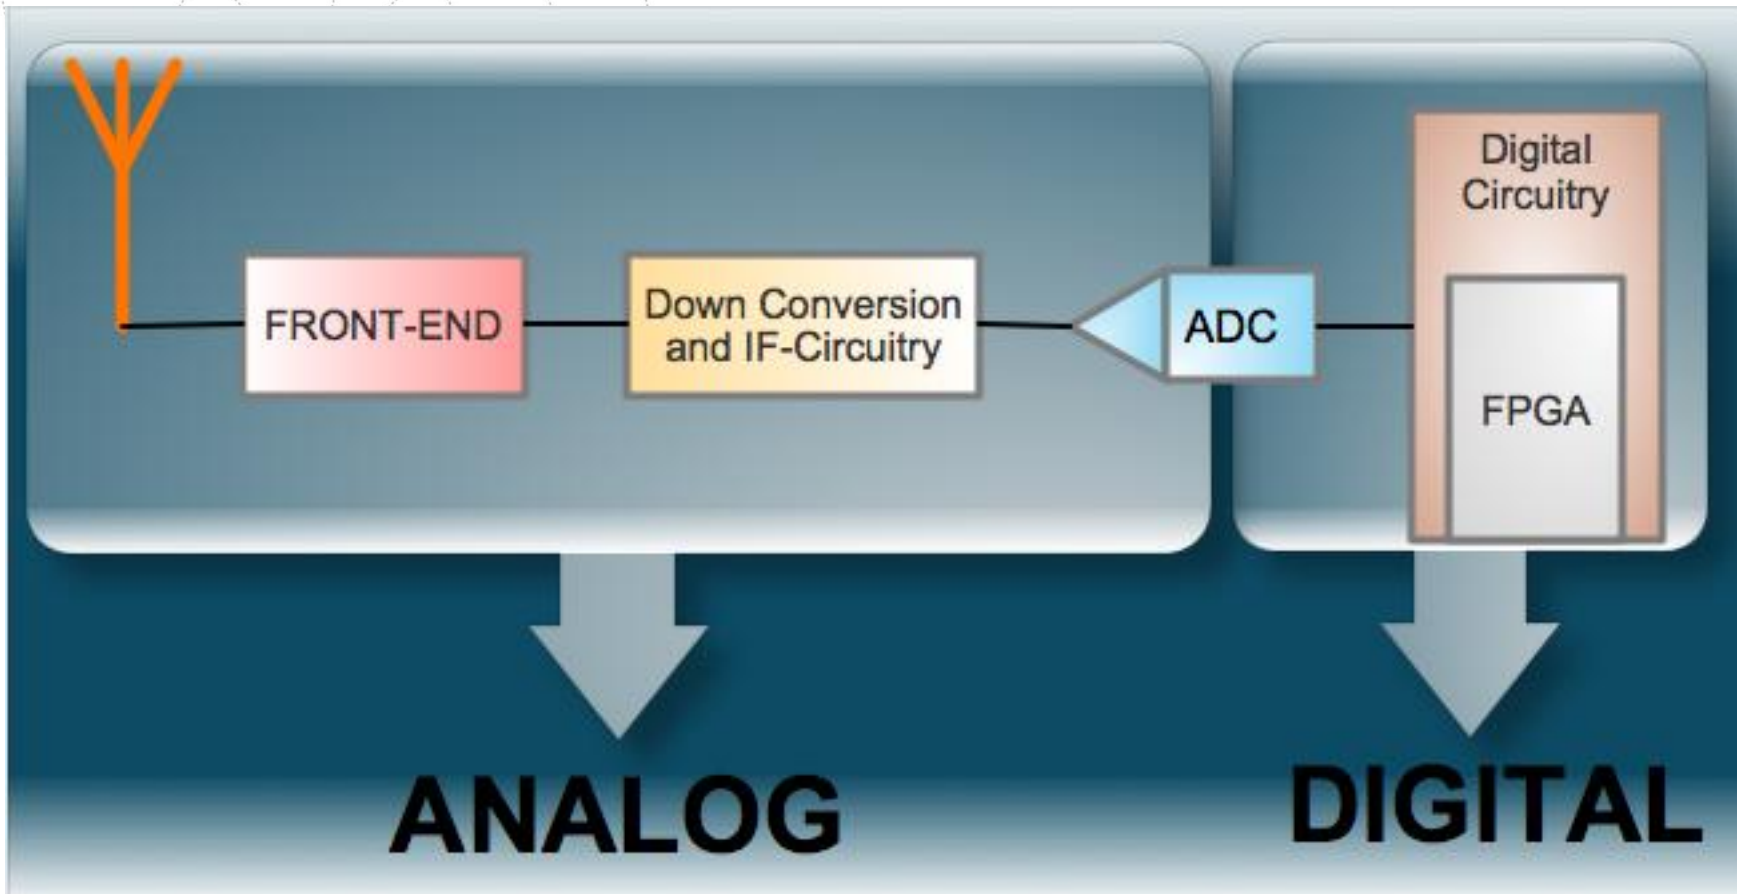 Digital
Circuitry
FRONT-END
Down Conversion
and IF-Circuitry
ADC
FPGA
ANALOG
DIGITAL